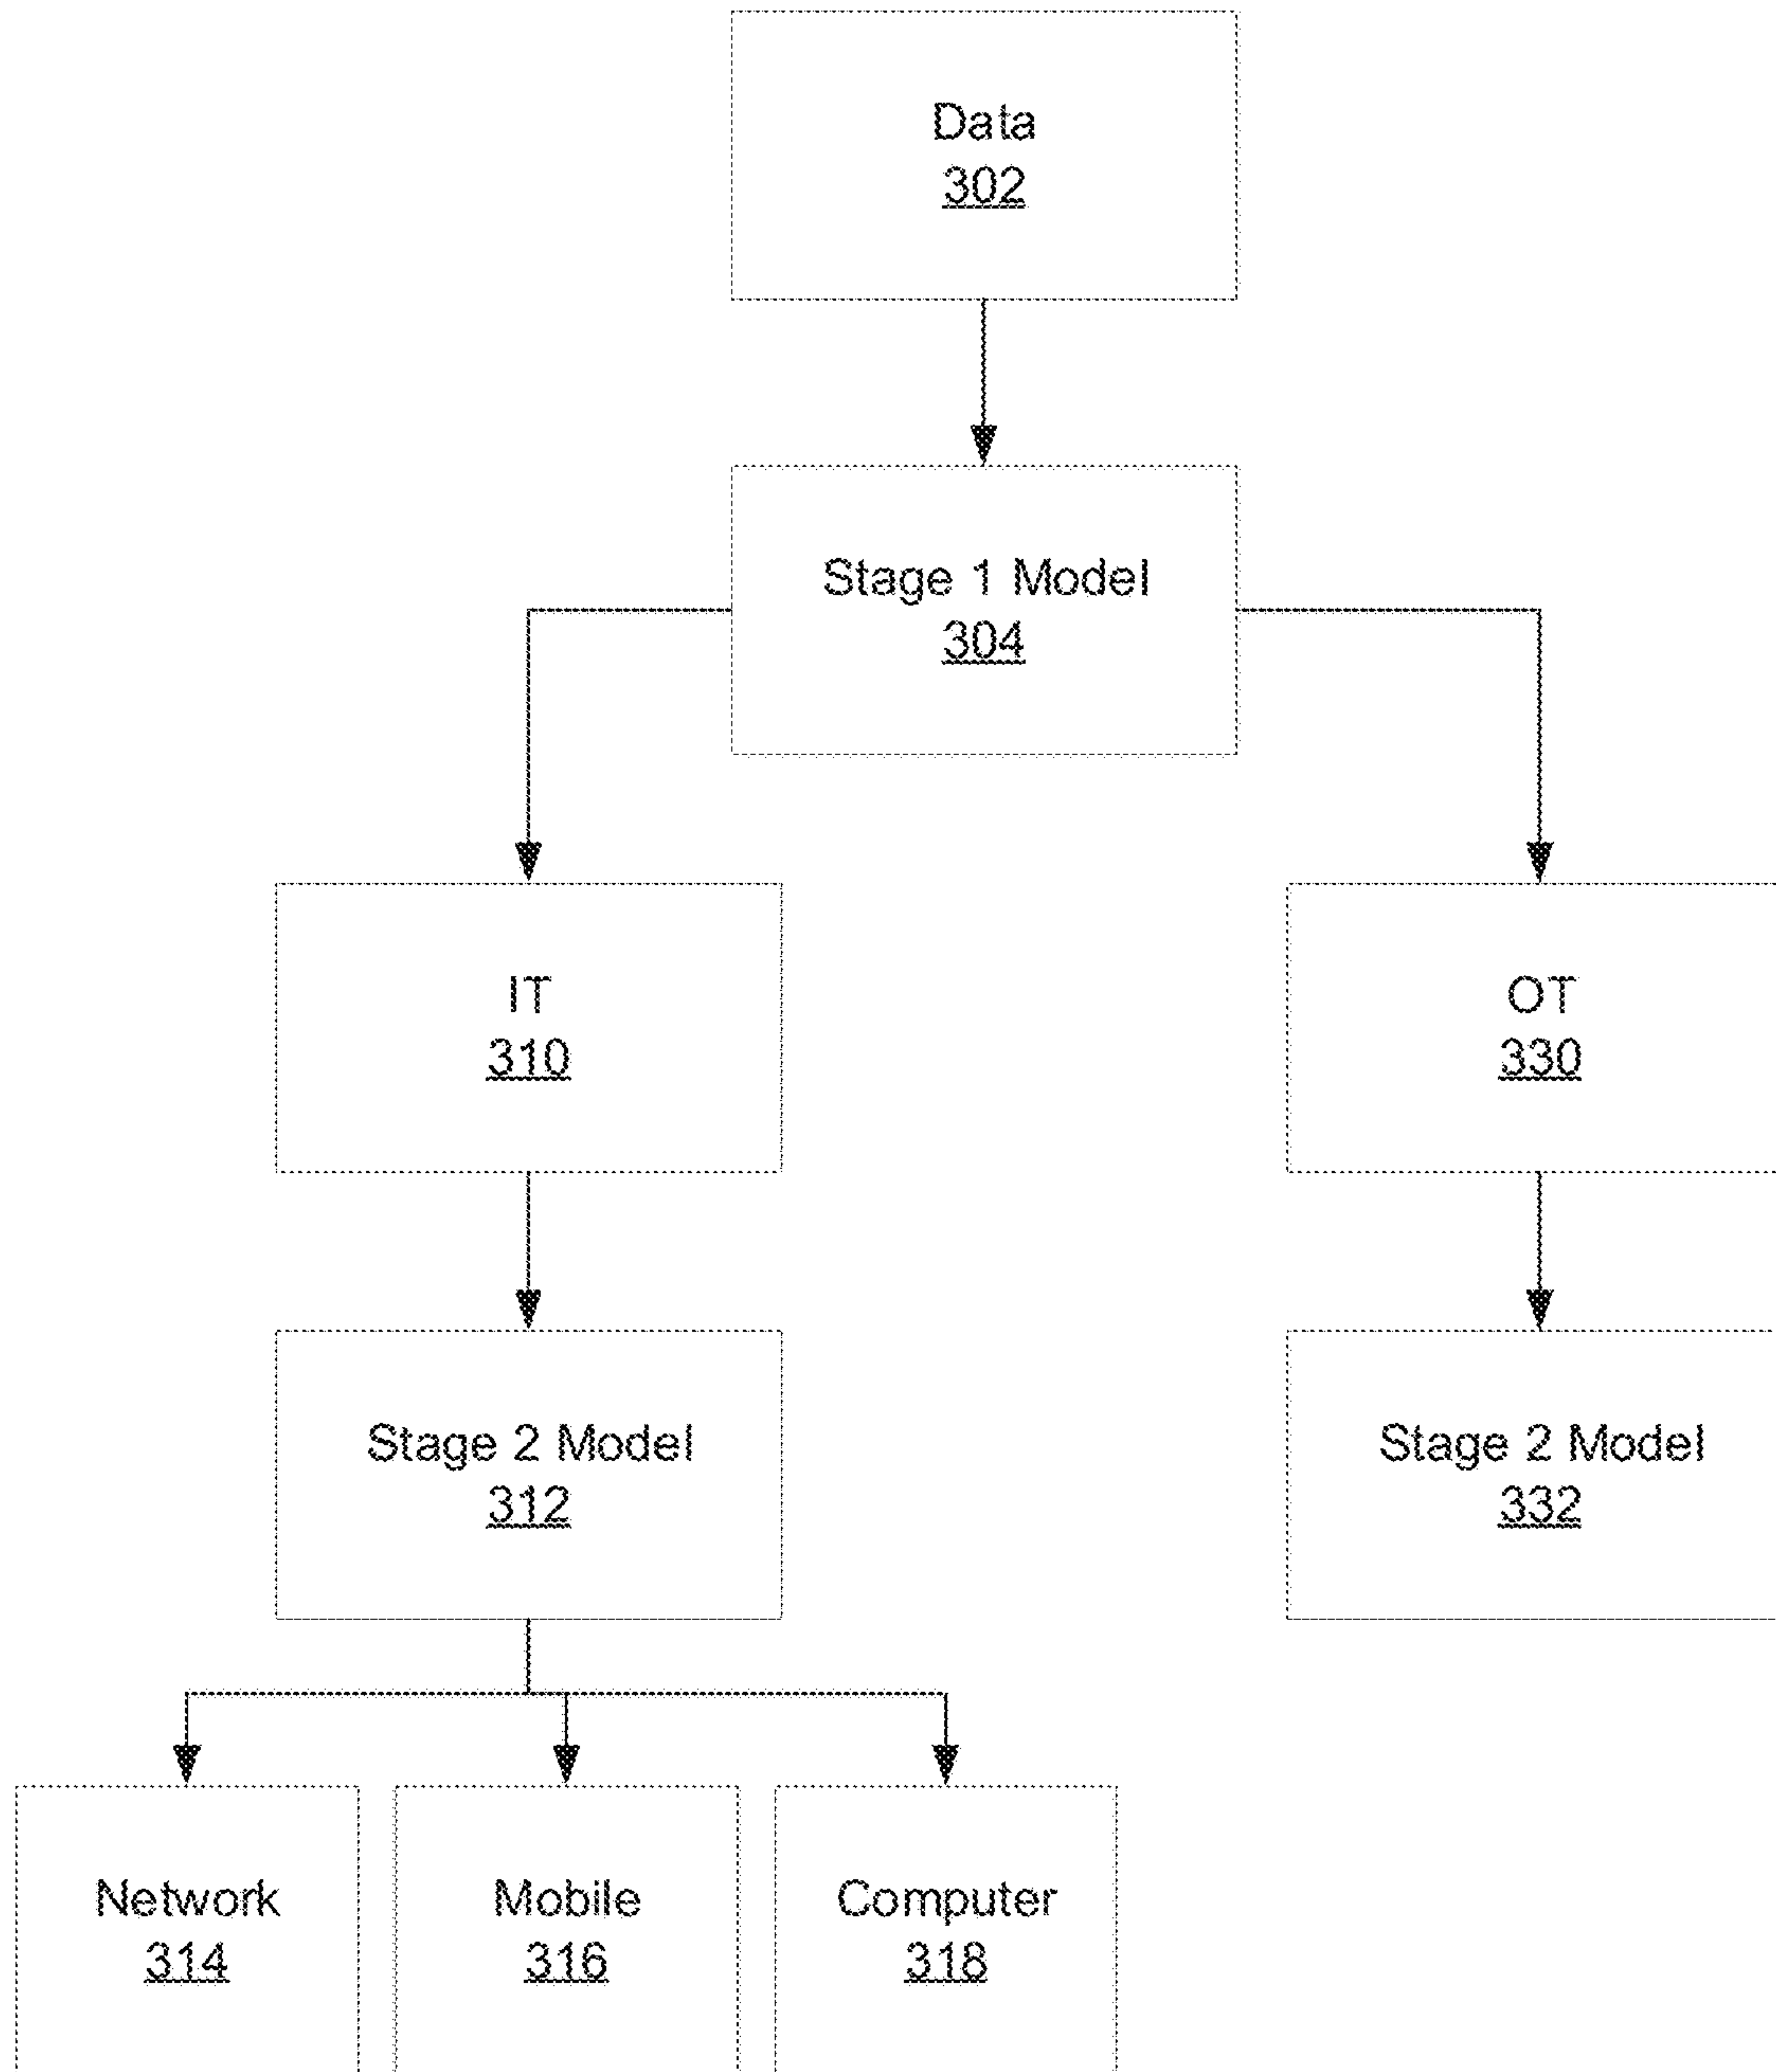 Data
302
Stage 1 Model
304
IT
310
OT
330
Stage 2 Model
312
Stage 2 Model
332
Network
314
Mobile
316
Computer
318